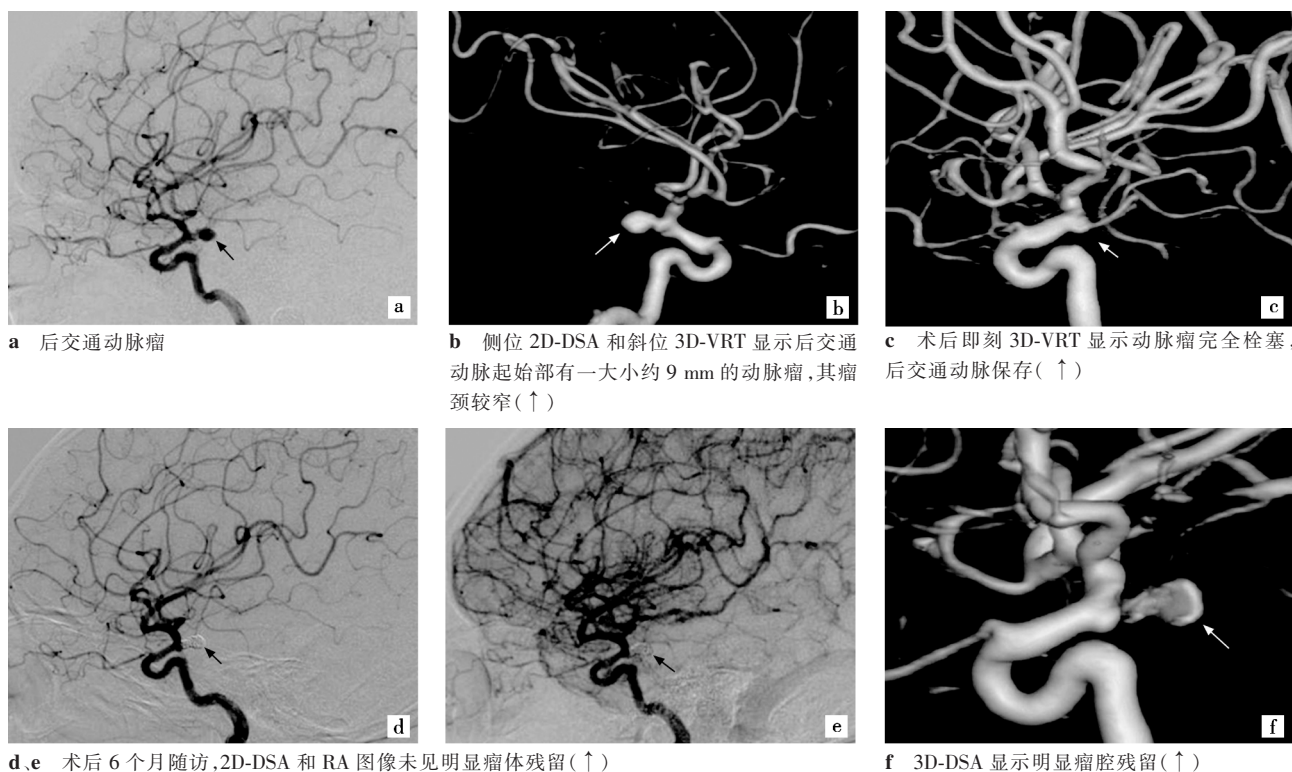 a
b
c
a 后交通动脉瘤
b 侧位 2D-DSA 和斜位 3D-VRT 显示后交通
动脉起始部有一大小约 9 mm 的动脉瘤,其瘤
颈较窄(↑)
c 术后即刻 3D-VRT 显示动脉瘤完全栓塞,
后交通动脉保存(↑)
d
e
f
d、e 术后 6 个月随访,2D-DSA 和 RA 图像未见明显瘤体残留(↑)
f 3D-DSA 显示明显瘤腔残留(↑)